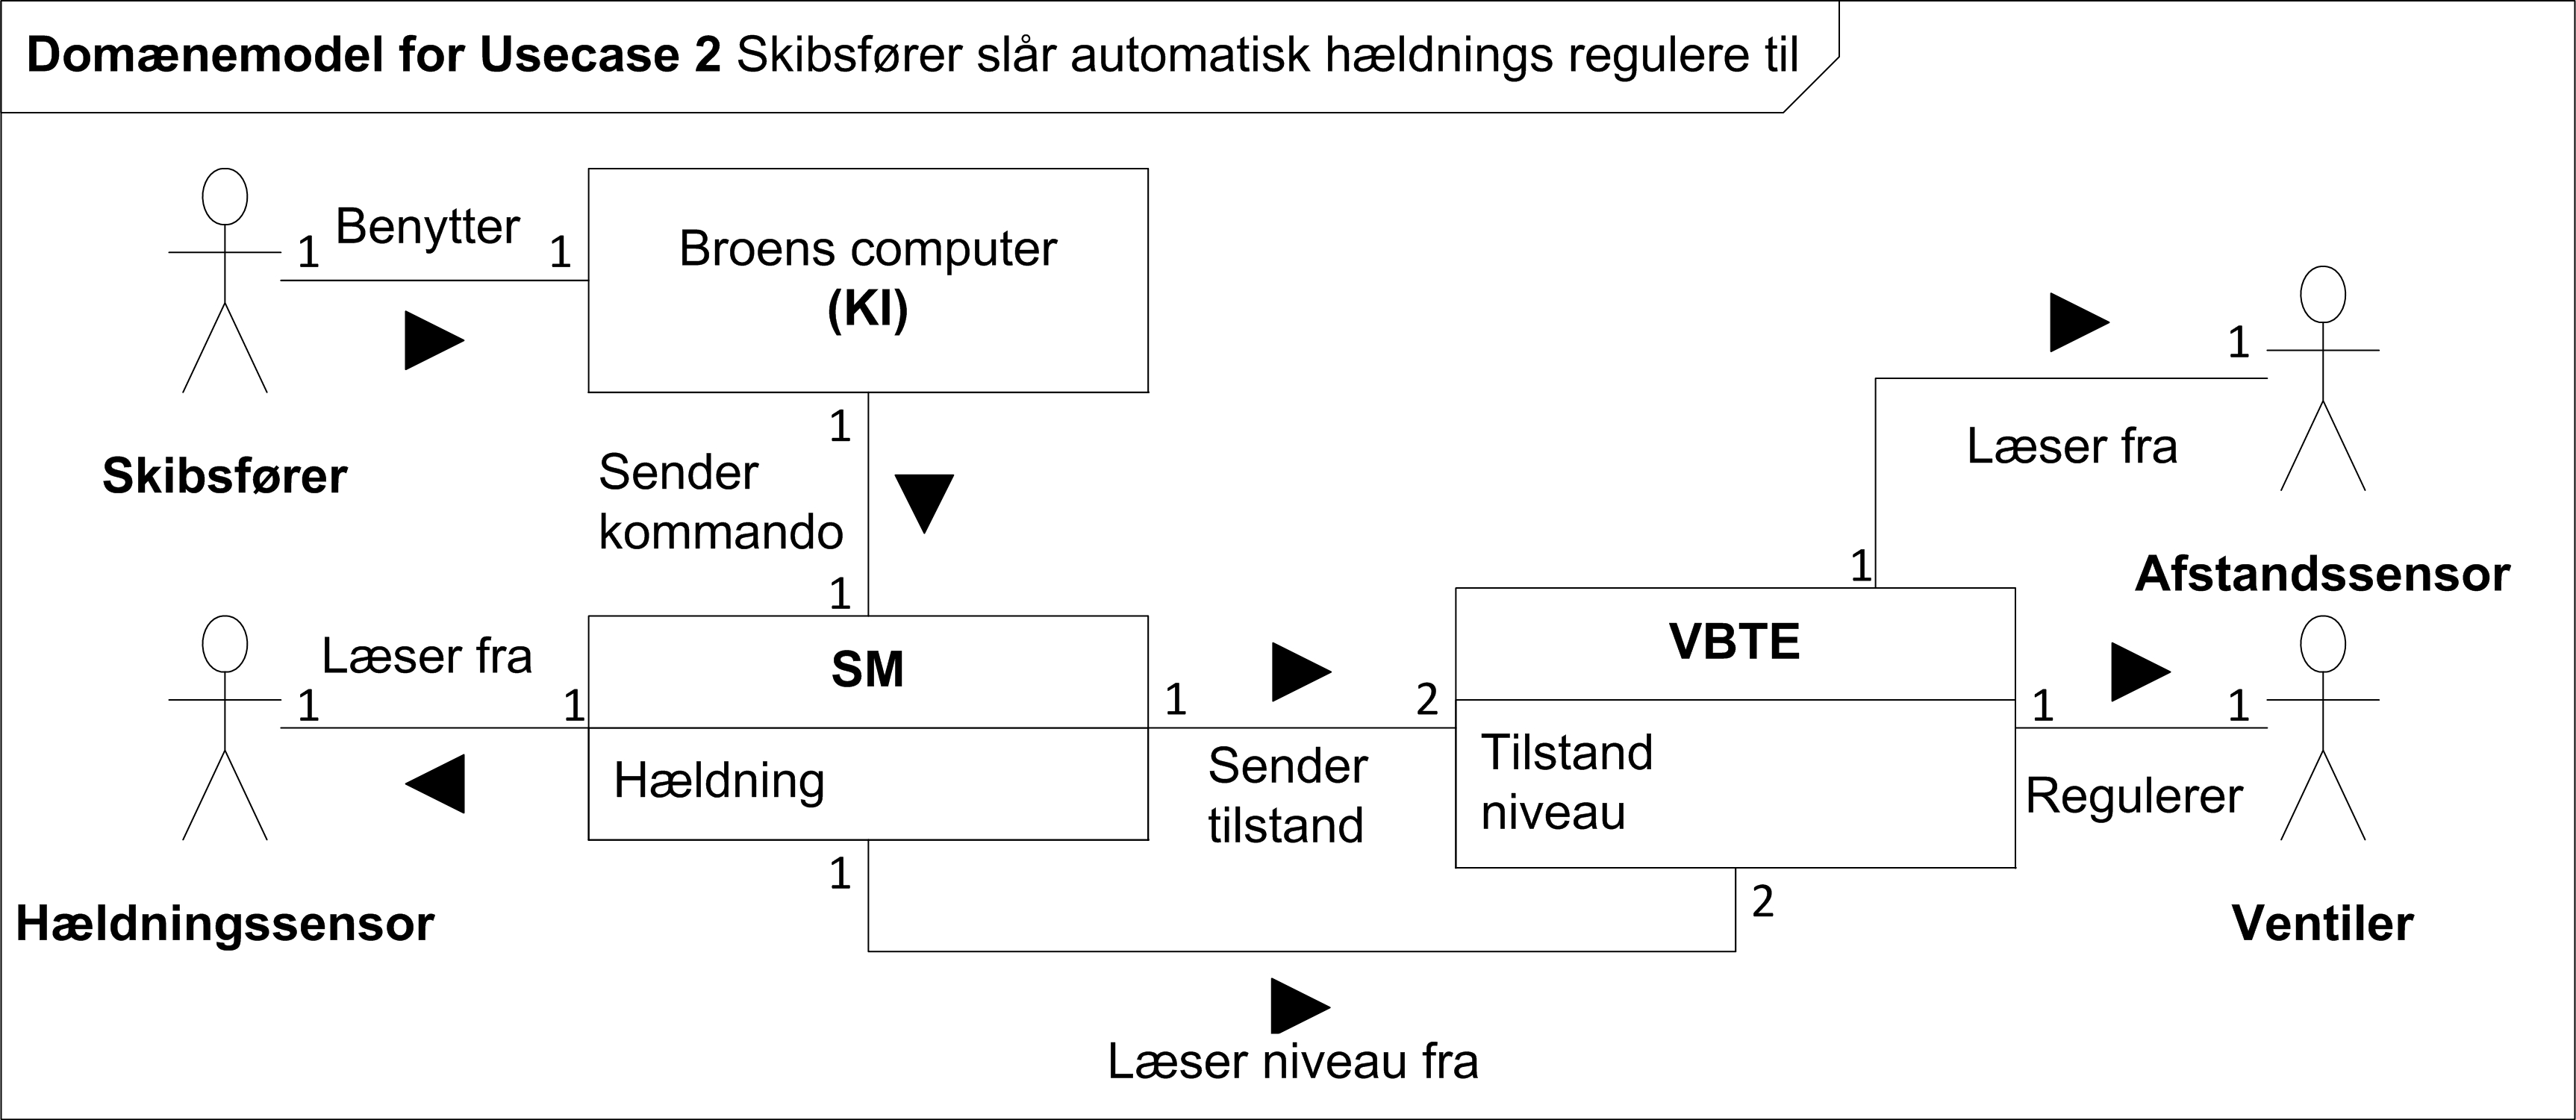 Domænemodel for Usecase 2 Skibsfører slår automatisk hældnings regulere til
1
Benytter
1
Broens computer
(KI)
Skibsfører
1
Sender
kommando
1
1
Læser fra
Afstandssensor
1
Læser fra
1
1
Hældningssensor
SM
Hældning
1
Sender
tilstand
2
VBTE
Tilstand
niveau
1
1
Regulerer
Ventiler
1
2
Læser niveau fra